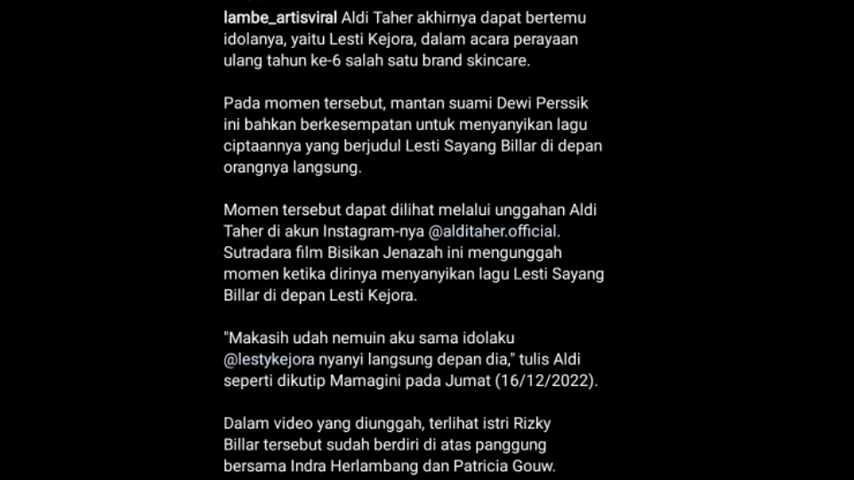 lambe_artisviral Aldi Taher akhirnya dapat bertemu
idolanya, yaitu Lesti Kejora, dalam acara perayaan
ulang tahun ke-6 salah satu brand skincare.
Pada momen tersebut, mantan suami Dewi Perssik
ini bahkan berkesempatan untuk menyanyikan lagu
ciptaannya yang berjudul Lesti Sayang Billar di depan
orangnya langsung.
Momen tersebut dapat dilihat melalui unggahan Aldi
Taher di akun Instagram-nya @alditaher.official.
Sutradara film Bisikan Jenazah ini mengunggah
momen ketika dirinya menyanyikan lagu Lesti Sayang
Billar di depan Lesti Kejora.
"Makasih udah nemuin aku sama idolaku
@lestykejora nyanyi langsung depan dia," tulis Aldi
seperti dikutip Mamagini pada Jumat (16/12/2022).
Dalam video yang diunggah, terlihat istri Rizky
Billar tersebut sudah berdiri di atas panggung
bersama Indra Herlambang dan Patricia Gouw.